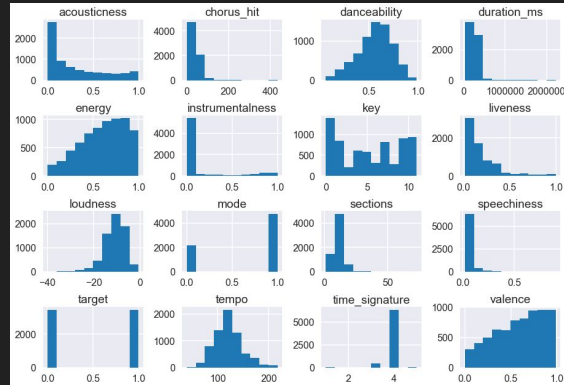 acousticness chorus_hit danceability duration_ms
2000 4000 1000 2000
0 2000 500 0
0 0
0.0 0.5 1.0 0 200 400 0.5 1.0 0 1000000 2000000
energy instrumentalness key liveness
1000 4000 1000 2000
500 2000 500 0
0 0 0
0.0 0.5 1.0 0.0 0.5 1.0 0 5 10 0.0 0.5 1.0
loudness mode sections speechiness
2000 4000 4000 5000
1000 2000 2000 2500
0 0 0 0
−40 −20 0 0.0 0.5 1.0 0 50 0.0 0.5
target tempo time_signature valence
2000 2000 6000 1000
0 1000 4000 500
0 2000 0
0
0.0 0.5 1.0 100 200 2 4 0.0 0.5 1.0